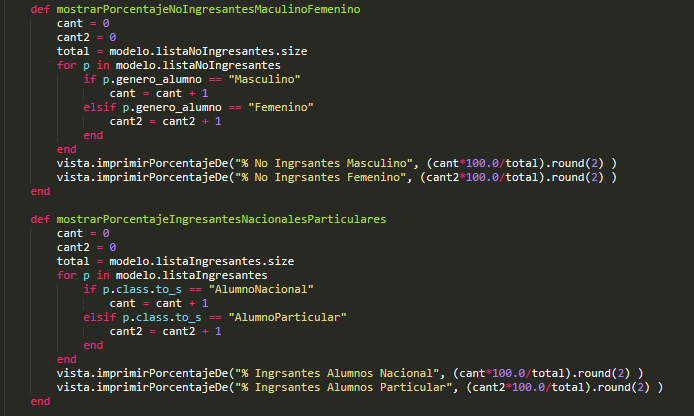 def mostrarPorcentajeNoIngresantesMaculinoFemenino
    cant = 0
    cant2 = 0
    total = modelo.listaNoIngresantes.size
    for p in modelo.listaNoIngresantes
        if p.genero_alumno == "Masculino"
            cant = cant + 1
        elsif p.genero_alumno == "Femenino"
            cant2 = cant2 + 1
        end
    end
    vista.imprimirPorcentajeDe("% No Ingrsantes Masculino", (cant*100.0/total).round(2) )
    vista.imprimirPorcentajeDe("% No Ingrsantes Femenino", (cant2*100.0/total).round(2) )
end

def mostrarPorcentajeIngresantesNacionalesParticulares
    cant = 0
    cant2 = 0
    total = modelo.listaIngresantes.size
    for p in modelo.listaIngresantes
        if p.class.to_s == "AlumnoNacional"
            cant = cant + 1
        elsif p.class.to_s == "AlumnoParticular"
            cant2 = cant2 + 1
        end
    end
    vista.imprimirPorcentajeDe("% Ingrsantes Alumnos Nacional", (cant*100.0/total).round(2) )
    vista.imprimirPorcentajeDe("% Ingrsantes Alumnos Particular", (cant2*100.0/total).round(2) )
end